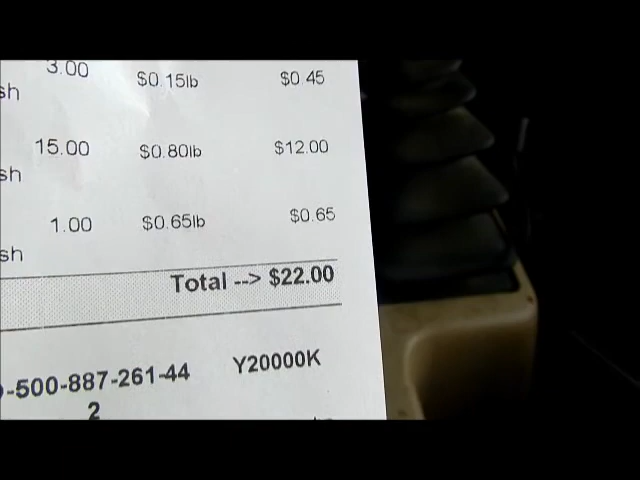 3.00 $0.15lb $0.45
sh
15.00 $0.80lb $12.00
sh
1.00 $0.65lb $0.65
sh
Total --> $22.00
-500-887-261-44 Y20000K
2